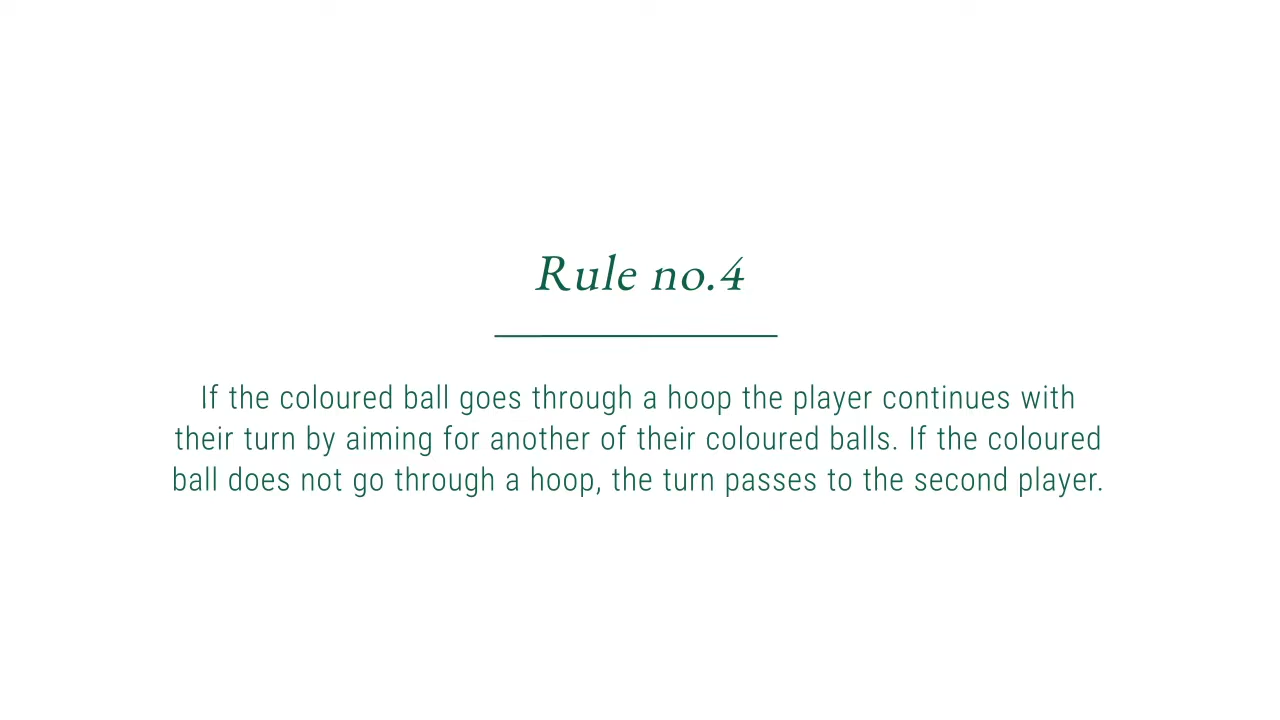 Rule no.4
If the coloured ball goes through a hoop the player continues with
their turn by aiming for another of their coloured balls. If the coloured
ball does not go through a hoop, the turn passes to the second player.